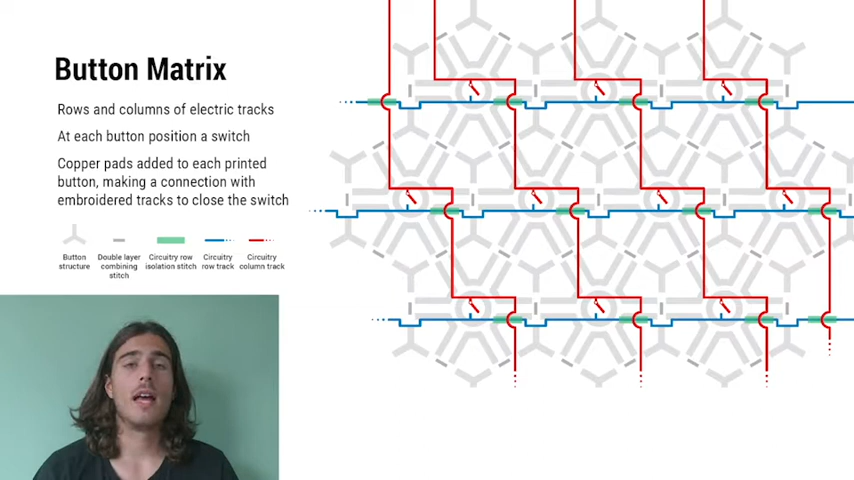 Button Matrix
Rows and columns of electric tracks
At each button position a switch
Copper pads added to each printed
button, making a connection with
embroidered tracks to close the switch
Button
structure
Double layer
combining
stitch
Circuitry row
isolation stitch
Circuitry
row track
Circuitry
column track